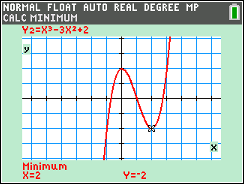 NORMAL FLOAT AUTO REAL DEGREE MP
CALC MINIMUM
Y2=X³-3X²+2
y
x
Minimum
X=2 Y=-2